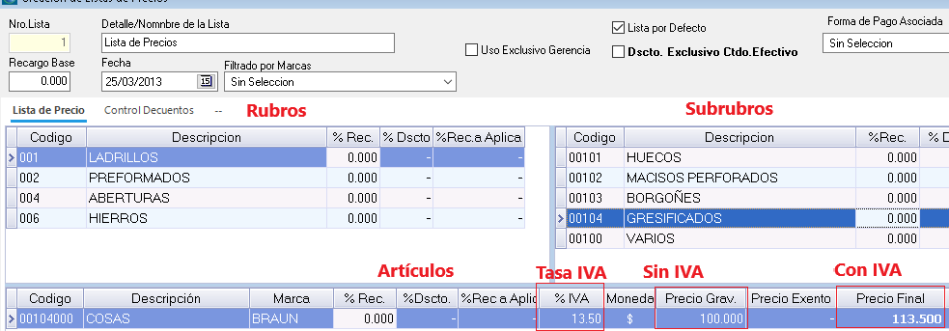 Creacion de Listas de Precios
Nro.Lista Detalle/Nomnbre de la Lista Lista por Defecto Forma de Pago Asociada
1 Lista de Precios Uso Exclusivo Gerencia Dscto. Exclusivo Ctdo.Efectivo Sin Seleccion
Recargo Base Fecha Filtrado por Marcas
0.000 25/03/2013 15 Sin Seleccion
Lista de Precio Control Decuentos -- Rubros Subrubros
Codigo Descripcion % Rec. % Dscto %Rec.a Aplica Codigo Descripcion %Rec. % D
001 LADRILLOS 0.000 - - 00101 HUECOS 0.000
002 PREFORMADOS 0.000 - - 00102 MACISOS PERFORADOS 0.000
004 ABERTURAS 0.000 - - 00103 BORGOÑES 0.000
006 HIERROS 0.000 - - 00104 GRESIFICADOS 0.000
00100 VARIOS 0.000
Artículos Tasa IVA Sin IVA Con IVA
Codigo Descripción Marca % Rec. %Dscto. %Rec a Aplic % IVA Moneda Precio Grav. Precio Exento Precio Final
00104000 COSAS BRAUN 0.000 - - 13.50 $ 100.000 - 113.500